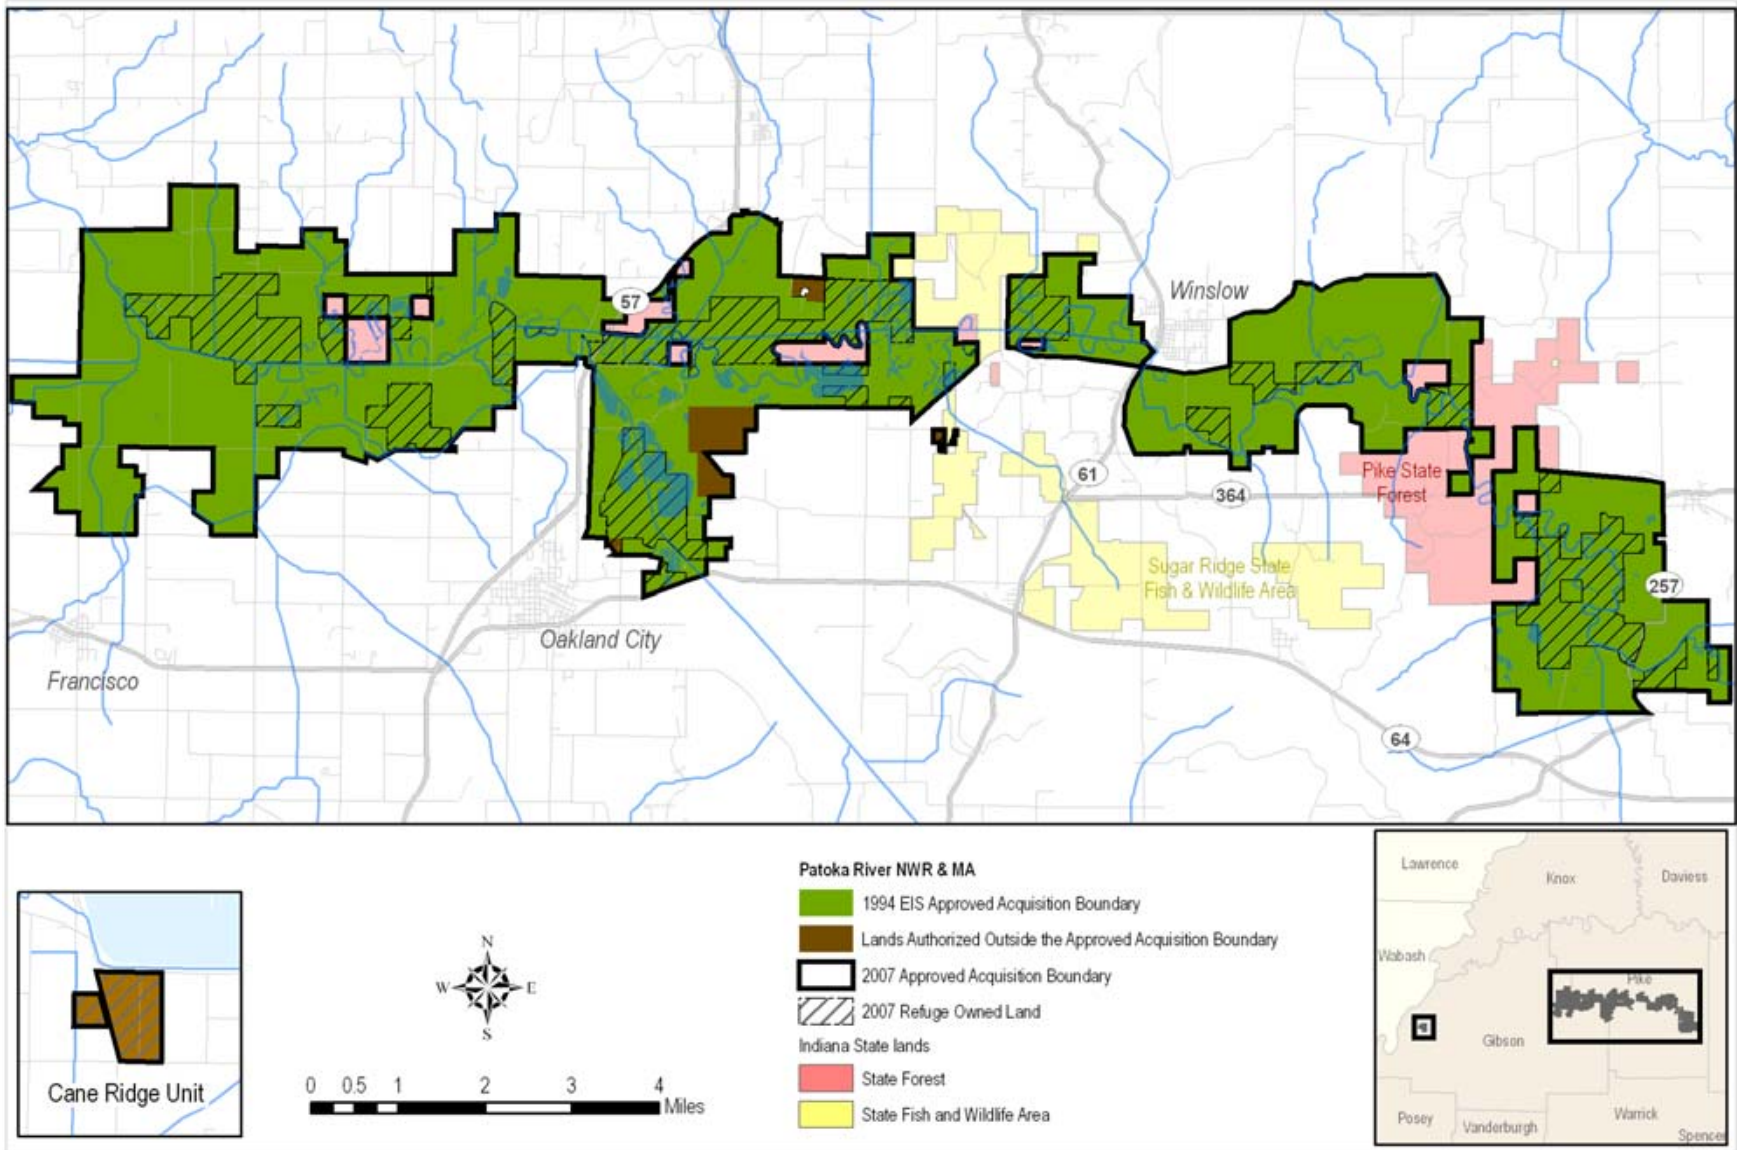 57
Winslow
61
364
Pike State
Forest
Sugar Ridge State
Fish & Wildlife Area
257
Oakland City
Francisco
64
Cane Ridge Unit
N
W
E
S
0 0.5 1 2 3 4
Miles
Patoka River NWR & MA
1994 EIS Approved Acquisition Boundary
Lands Authorized Outside the Approved Acquisition Boundary
2007 Approved Acquisition Boundary
2007 Refuge Owned Land
Indiana State lands
State Forest
State Fish and Wildlife Area
Lawrence
Knox
Daviess
Wabash
Pike
Gibson
Posey
Vanderburgh
Warrick
Spencer